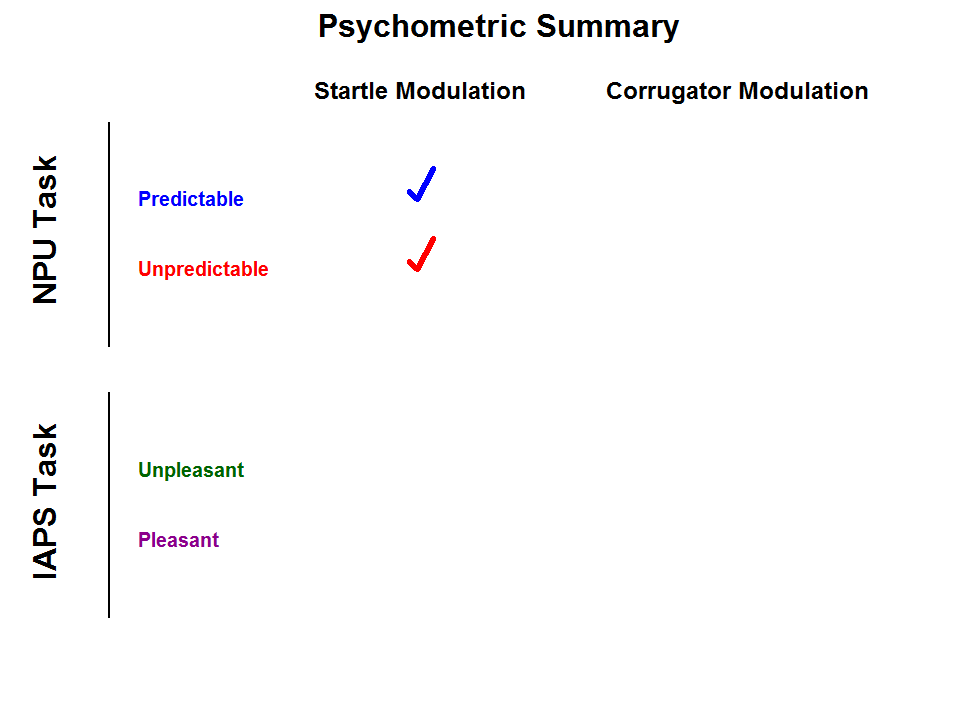 Psychometric Summary
Startle Modulation
Corrugator Modulation
NPU Task
Predictable
Unpredictable
IAPS Task
Unpleasant
Pleasant